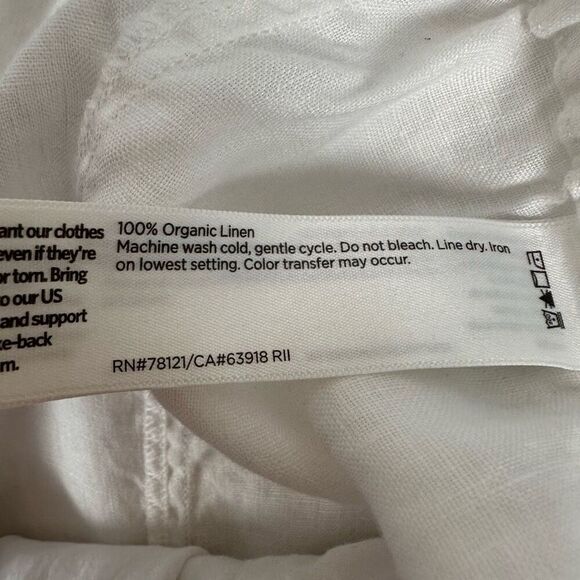 ant our clothes
even if they're
or torn. Bring
to our US
and support
ke-back
m.
100% Organic Linen
Machine wash cold, gentle cycle. Do not bleach. Line dry. Iron
on lowest setting. Color transfer may occur.
RN#78121/CA#63918 RII